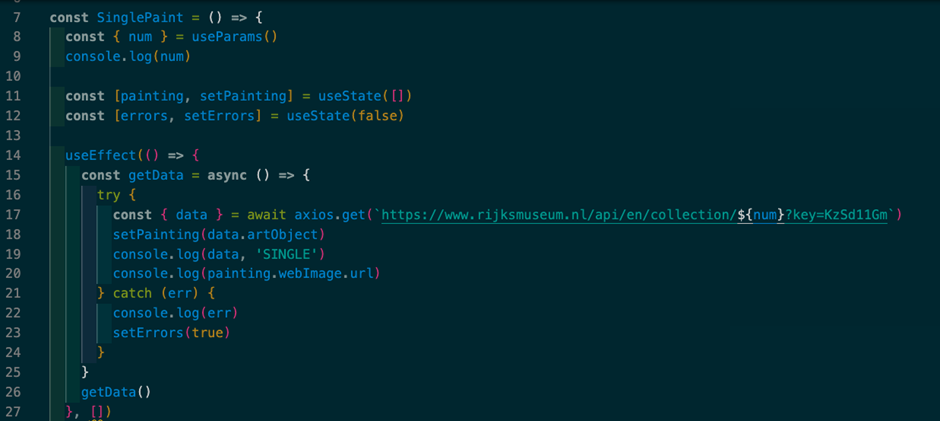 7 const SinglePaint = () => {
8 const { num } = useParams()
9 console.log(num)
10
11 const [painting, setPainting] = useState([])
12 const [errors, setErrors] = useState(false)
13
14 useEffect(() => {
15 const getData = async () => {
16 try {
17 const { data } = await axios.get(`https://www.rijksmuseum.nl/api/en/collection/${num}?key=KzSd11Gm`)
18 setPainting(data.artObject)
19 console.log(data, 'SINGLE')
20 console.log(painting.webImage.url)
21 } catch (err) {
22 console.log(err)
23 setErrors(true)
24 }
25 }
26 getData()
27 }, [])